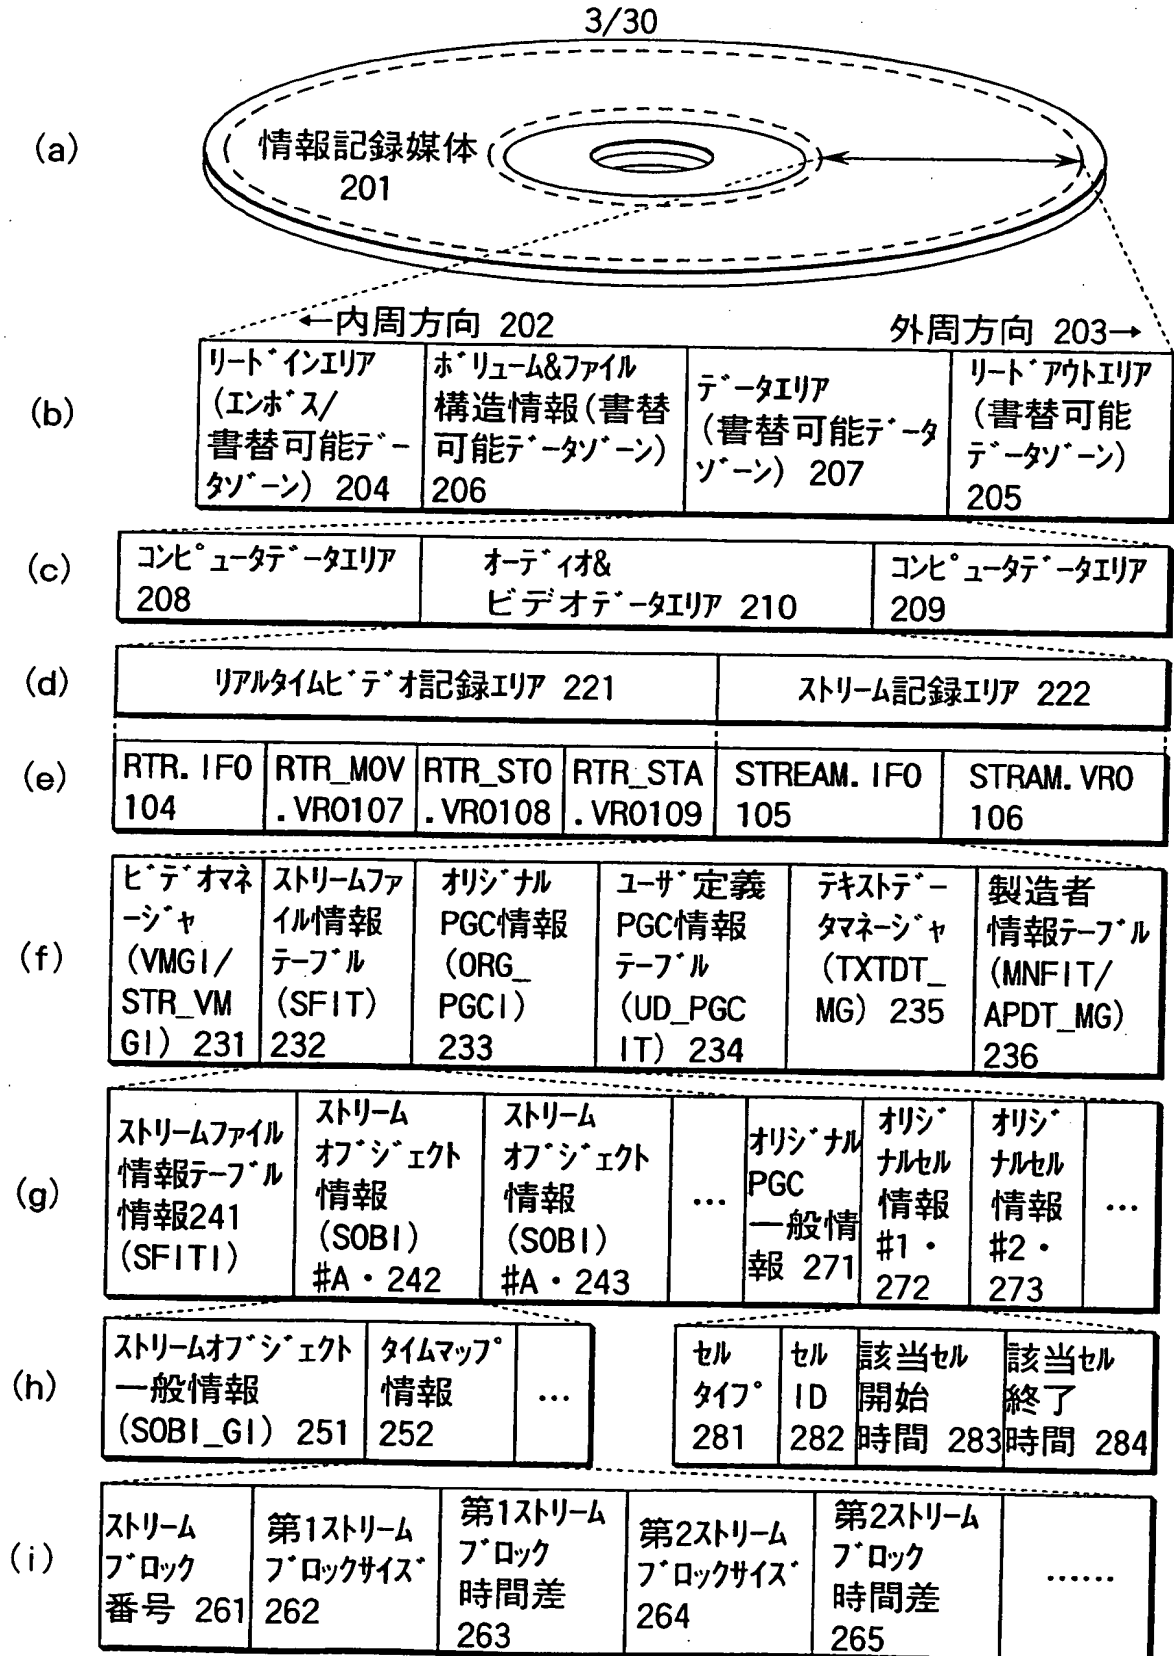 3/30
(a)
情報記録媒体
201
←内周方向 202
外周方向 203→
(b)
リードインエリア
(エンボス/
書替可能デー
タゾーン) 204
ボリューム&ファイル
構造情報(書替
可能データゾーン)
206
データエリア
(書替可能データ
ゾーン) 207
リードアウトエリア
(書替可能
データゾーン)
205
(c)
コンピュータデータエリア
208
オーディオ&
ビデオデータエリア 210
コンピュータデータエリア
209
(d)
リアルタイムビデオ記録エリア 221
ストリーム記録エリア 222
(e)
RTR.IFO
104
RTR_MOV
.VRO107
RTR_STO
.VRO108
RTR_STA
.VRO109
STREAM.IFO
105
STRAM.VRO
106
(f)
ビデオマネ
ージャ
(VMGI/
STR_VM
GI) 231
ストリームファ
イル情報
テーブル
(SFIT)
232
オリジナル
PGC情報
(ORG_
PGCI)
233
ユーザ定義
PGC情報
テーブル
(UD_PGC
IT) 234
テキストデー
タマネージャ
(TXTDT_
MG) 235
製造者
情報テーブル
(MNFIT/
APDT_MG)
236
(g)
ストリームファイル
情報テーブル
情報241
(SFITI)
ストリーム
オブジェクト
情報
(SOBI)
#A・242
ストリーム
オブジェクト
情報
(SOBI)
#A・243
…
オリジナル
PGC
一般情
報 271
オリジ
ナルセル
情報
#1・
272
オリジ
ナルセル
情報
#2・
273
…
(h)
ストリームオブジェクト
一般情報
(SOBI_GI) 251
タイムマップ
情報
252
…
セル
タイプ
281
セル
ID
282
該当セル
開始
時間 283
該当セル
終了
時間 284
(i)
ストリーム
ブロック
番号 261
第1ストリーム
ブロックサイズ
262
第1ストリーム
ブロック
時間差
263
第2ストリーム
ブロックサイズ
264
第2ストリーム
ブロック
時間差
265
……